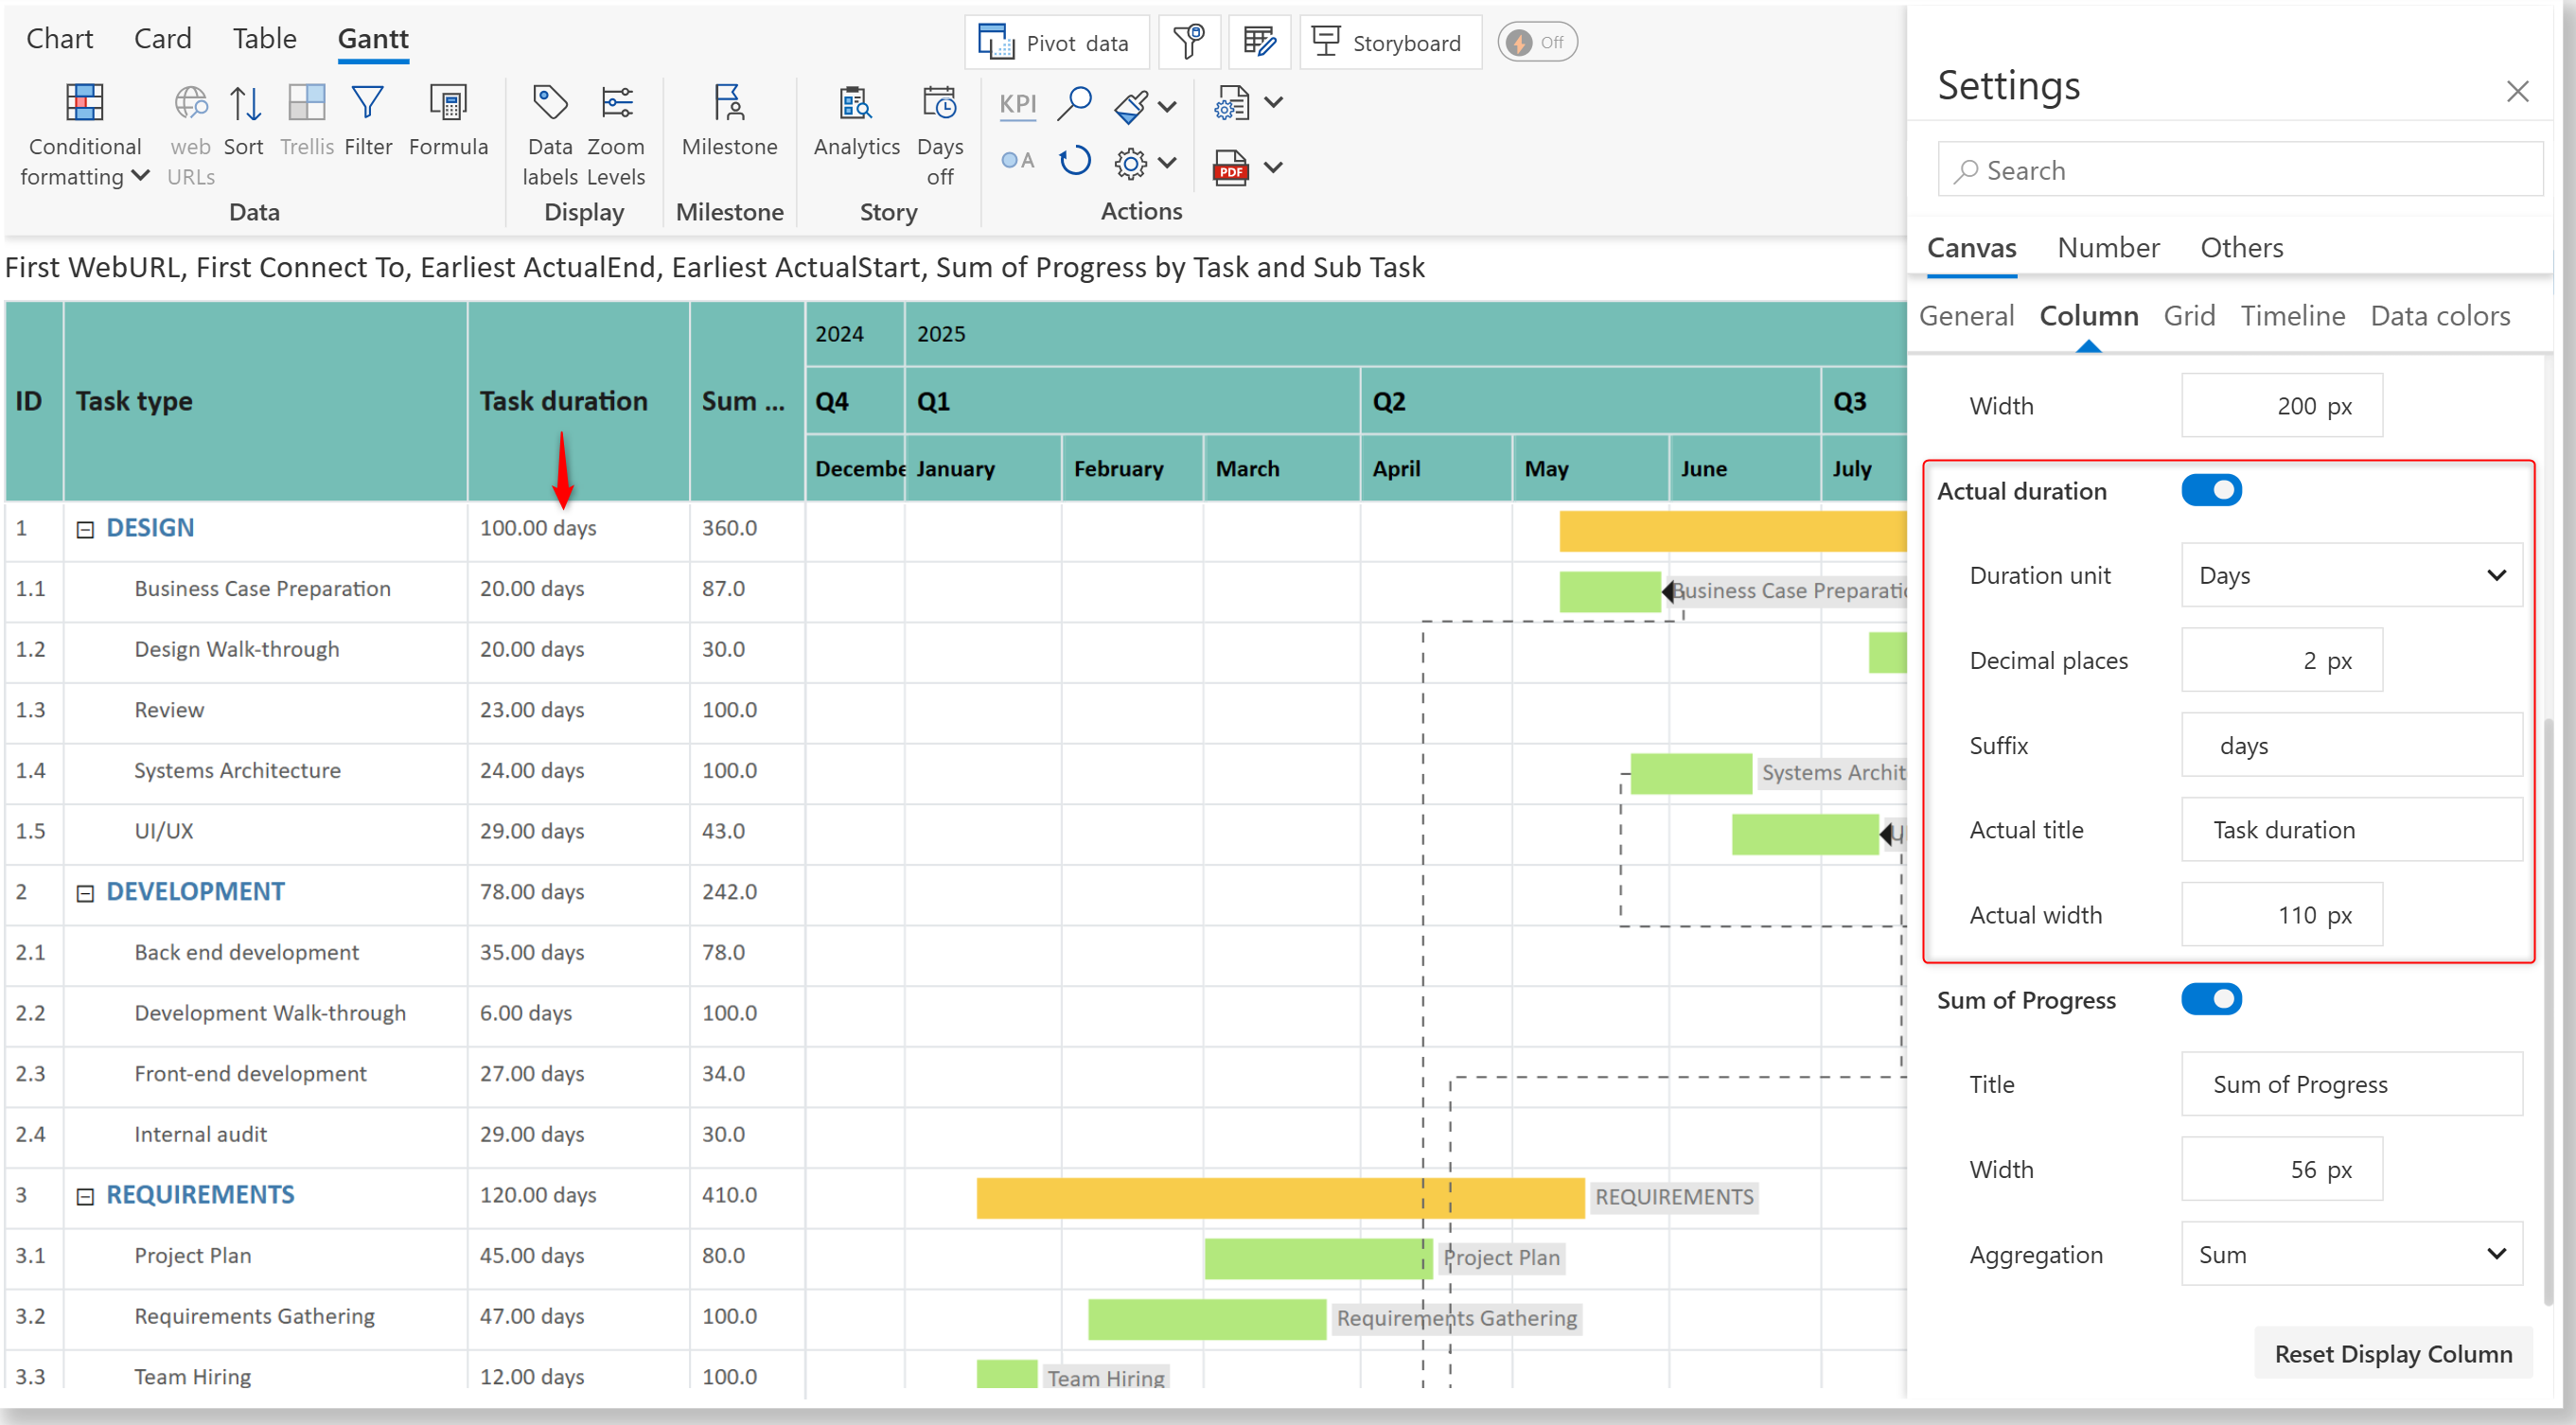 Chart Card Table Gantt
Pivot data
Storyboard
Off
Conditional formatting
web URLs
Sort
Trellis
Filter
Formula
Data
Data labels
Zoom Levels
Display
Milestone
Milestone
Analytics
Days off
Story
KPI
A
PDF
Actions
First WebURL, First Connect To, Earliest ActualEnd, Earliest ActualStart, Sum of Progress by Task and Sub Task
2024 2025
ID Task type Task duration Sum ... Q4 Q1 Q2 Q3
Decembe January February March April May June July
1 DESIGN 100.00 days 360.0
1.1 Business Case Preparation 20.00 days 87.0 Business Case Preparatio
1.2 Design Walk-through 20.00 days 30.0
1.3 Review 23.00 days 100.0
1.4 Systems Architecture 24.00 days 100.0 Systems Archit
1.5 UI/UX 29.00 days 43.0
2 DEVELOPMENT 78.00 days 242.0
2.1 Back end development 35.00 days 78.0
2.2 Development Walk-through 6.00 days 100.0
2.3 Front-end development 27.00 days 34.0
2.4 Internal audit 29.00 days 30.0
3 REQUIREMENTS 120.00 days 410.0 REQUIREMENTS
3.1 Project Plan 45.00 days 80.0 Project Plan
3.2 Requirements Gathering 47.00 days 100.0 Requirements Gathering
3.3 Team Hiring 12.00 days 100.0 Team Hiring
Settings
Search
Canvas Number Others
General Column Grid Timeline Data colors
Width 200 px
Actual duration
Duration unit Days
Decimal places 2 px
Suffix days
Actual title Task duration
Actual width 110 px
Sum of Progress
Title Sum of Progress
Width 56 px
Aggregation Sum
Reset Display Column